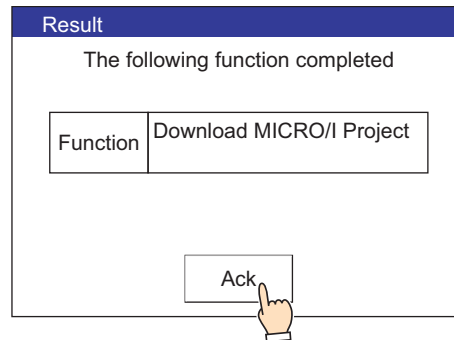 Result
The following function completed
Function
Download MICRO/I Project
Ack